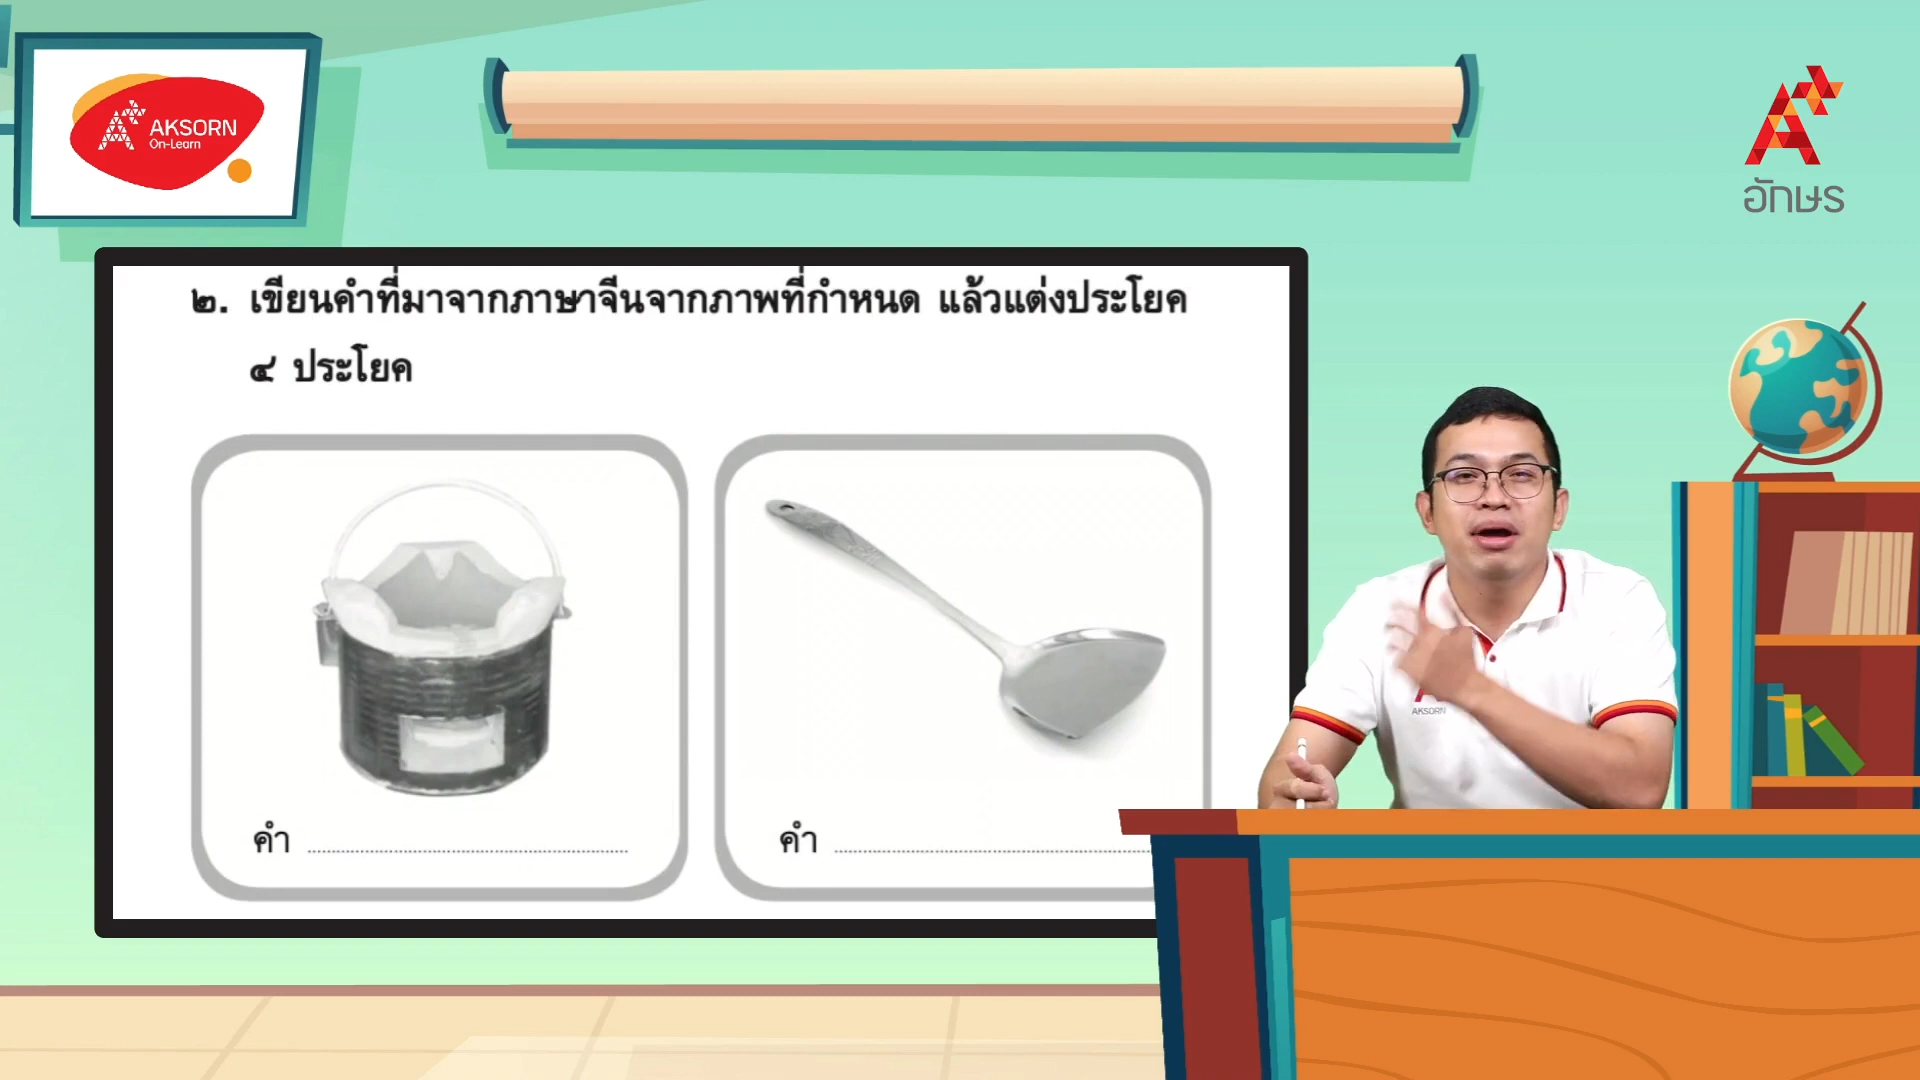 AKSORN
On-Learn
อักษร
๒. เขียนคำที่มาจากภาษาจีนจากภาพที่กำหนด แล้วแต่งประโยค
๔ ประโยค
คำ
คำ
AKSORN